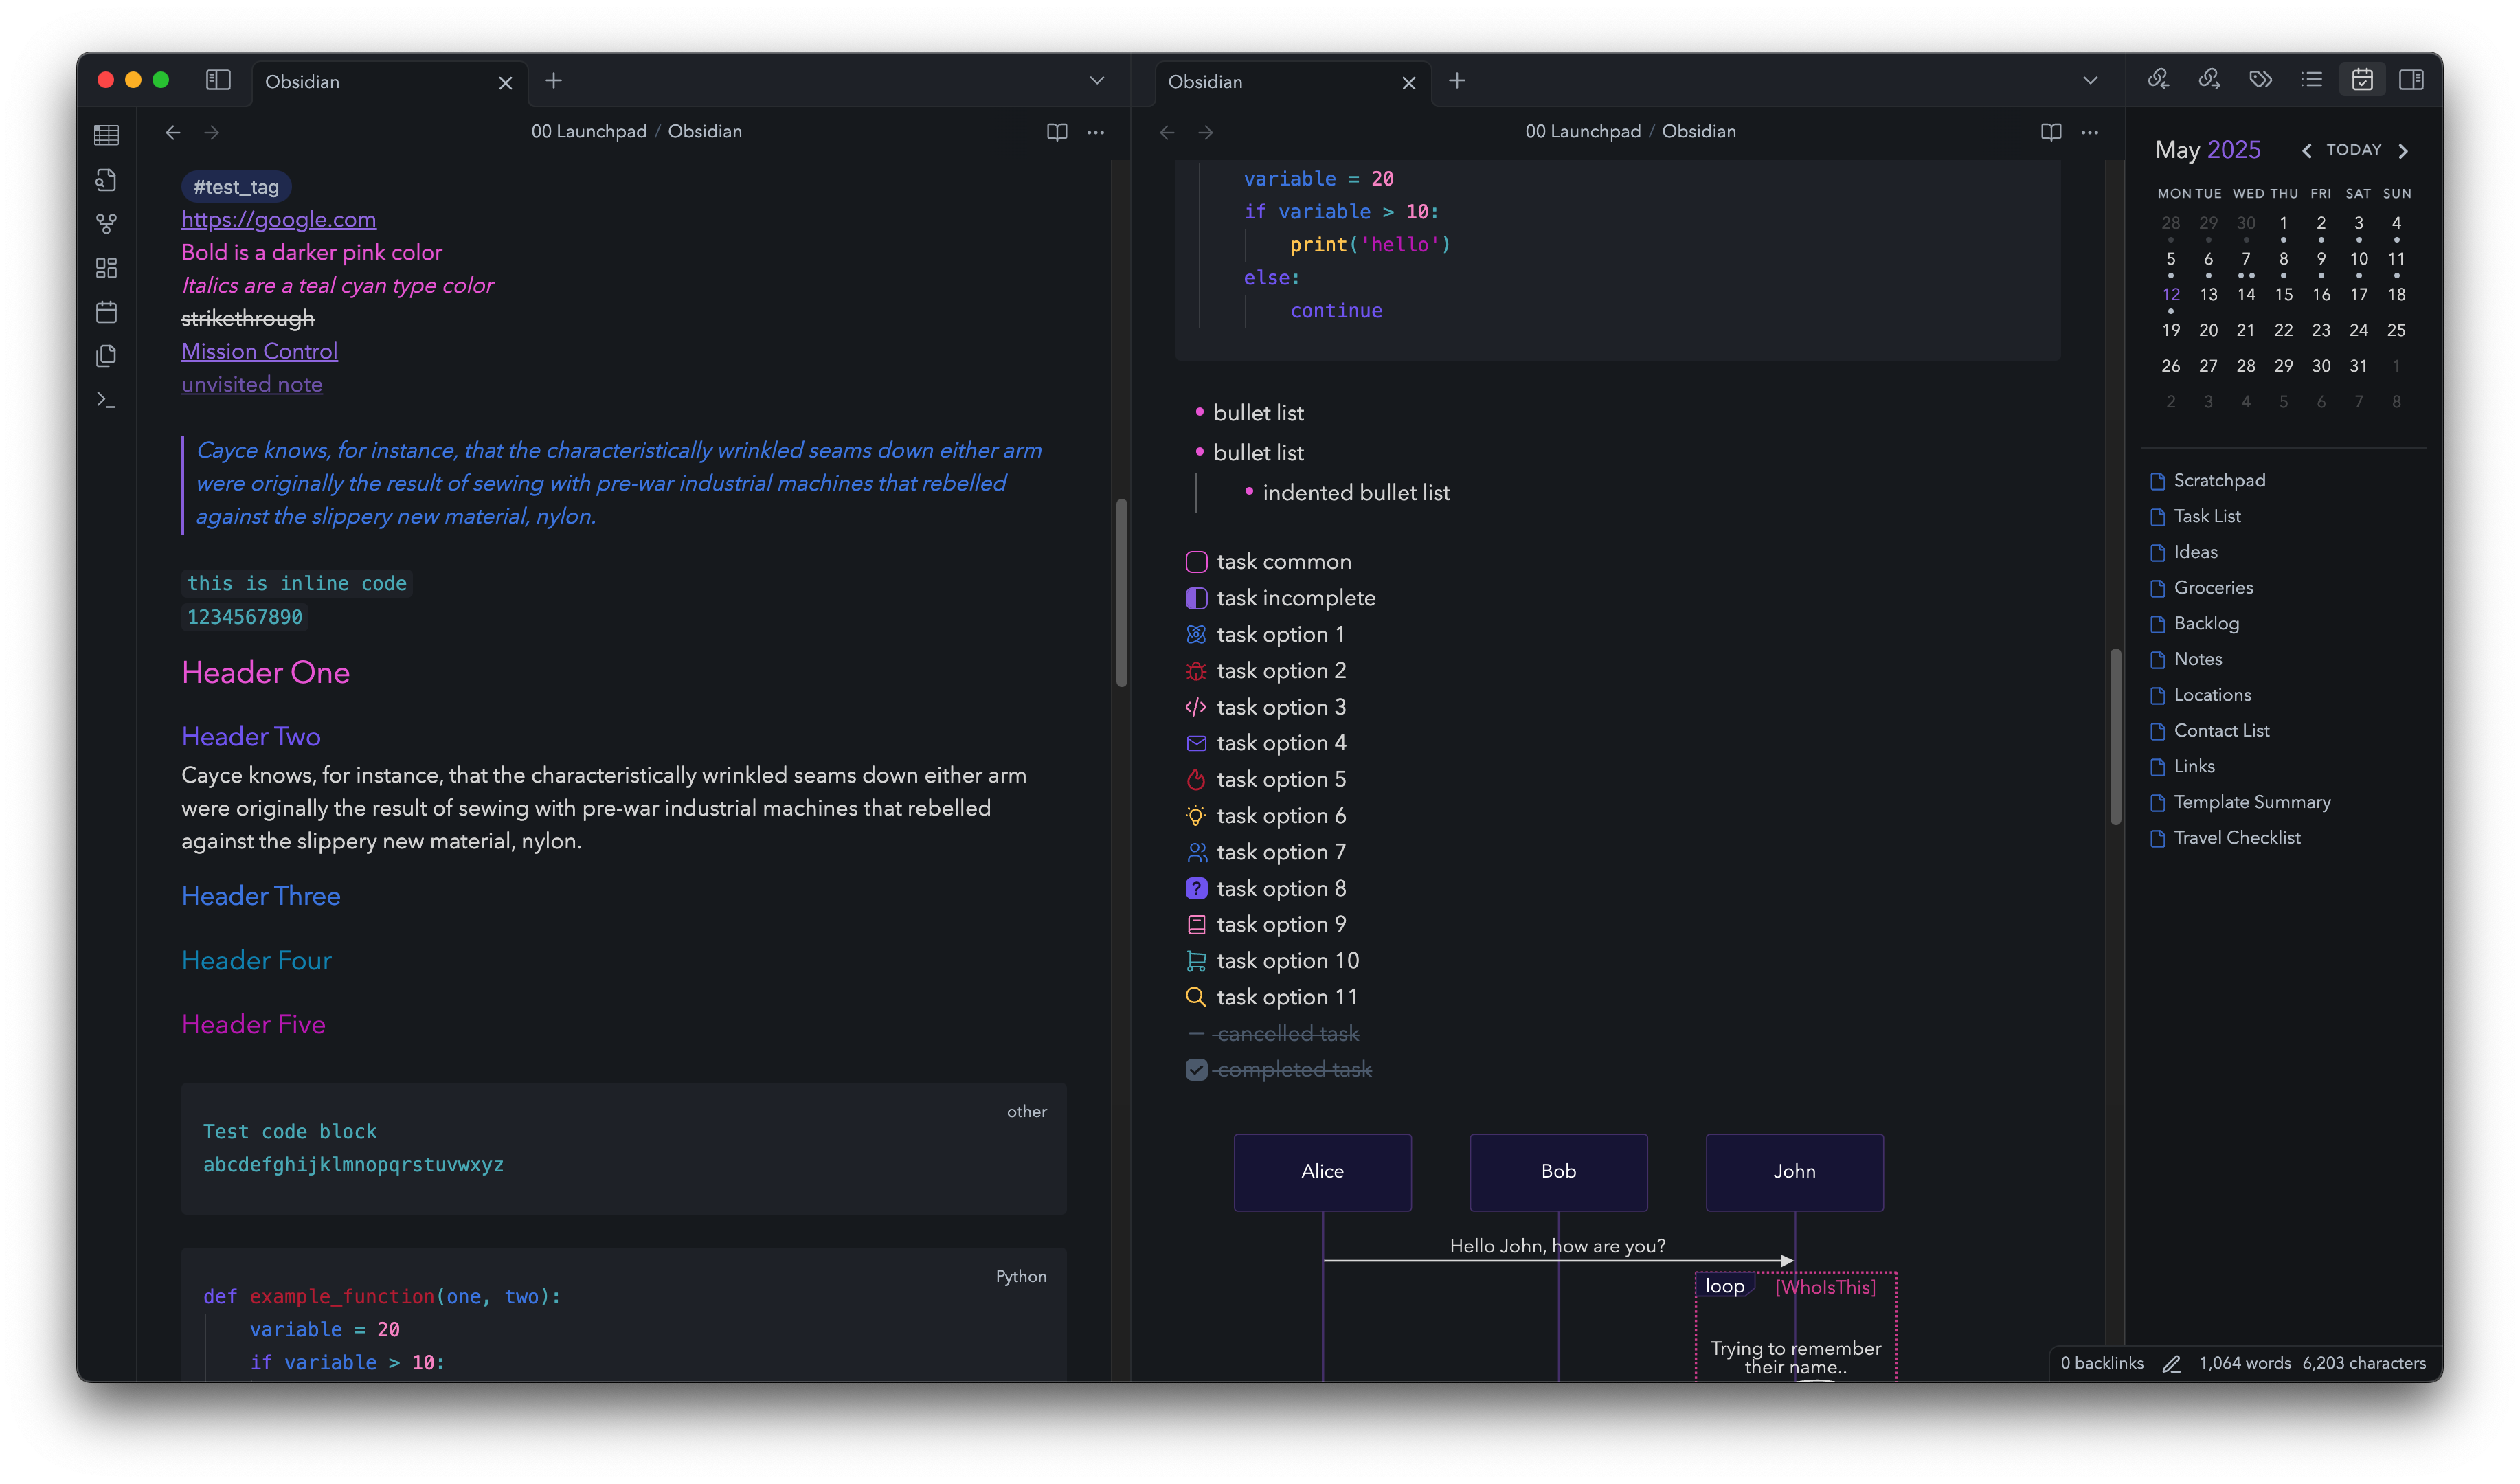 Obsidian
00 Launchpad / Obsidian
#test_tag
https://google.com
Bold is a darker pink color
Italics are a teal cyan type color
strikethrough
Mission Control
unvisited note
Cayce knows, for instance, that the characteristically wrinkled seams down either arm
were originally the result of sewing with pre-war industrial machines that rebelled
against the slippery new material, nylon.
this is inline code
1234567890
Header One
Header Two
Cayce knows, for instance, that the characteristically wrinkled seams down either arm
were originally the result of sewing with pre-war industrial machines that rebelled
against the slippery new material, nylon.
Header Three
Header Four
Header Five
other
Test code block
abcdefghijklmnopqrstuvwxyz
Python
def example_function(one, two):
variable = 20
if variable > 10:
Obsidian
00 Launchpad / Obsidian
variable = 20
if variable > 10:
print('hello')
else:
continue
bullet list
bullet list
indented bullet list
task common
task incomplete
task option 1
task option 2
task option 3
task option 4
task option 5
task option 6
task option 7
task option 8
task option 9
task option 10
task option 11
cancelled task
completed task
Alice Bob John
Hello John, how are you?
loop [WhoIsThis]
Trying to remember
their name..
May 2025 TODAY
MON TUE WED THU FRI SAT SUN
28 29 30 1 2 3 4
5 6 7 8 9 10 11
12 13 14 15 16 17 18
19 20 21 22 23 24 25
26 27 28 29 30 31 1
2 3 4 5 6 7 8
Scratchpad
Task List
Ideas
Groceries
Backlog
Notes
Locations
Contact List
Links
Template Summary
Travel Checklist
0 backlinks 1,064 words 6,203 characters